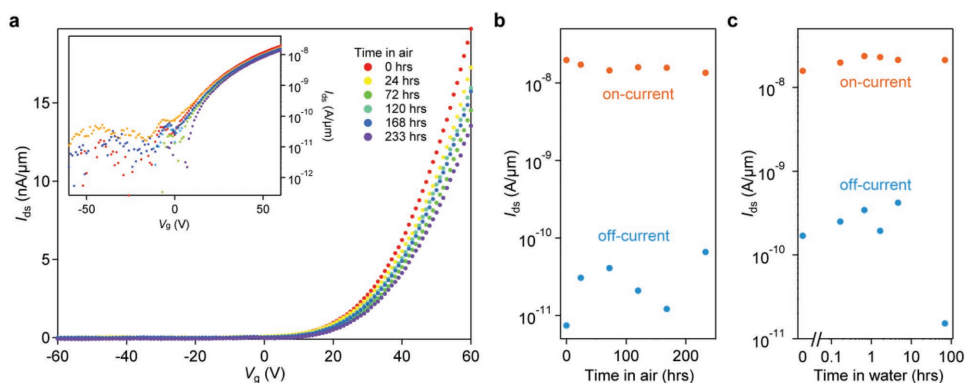 a
15
10
5
0
I_ds (nA/μm)
-60
-40
-20
0
20
40
60
V_g (V)
10^-8
10^-9
10^-10
10^-11
10^-12
I_ds (A/μm)
-50
0
50
V_g (V)
Time in air
0 hrs
24 hrs
72 hrs
120 hrs
168 hrs
233 hrs
b
10^-8
10^-9
10^-10
10^-11
I_ds (A/μm)
on-current
off-current
0
100
200
Time in air (hrs)
c
10^-8
10^-9
10^-10
10^-11
I_ds (A/μm)
on-current
off-current
0
0.1
1
10
100
Time in water (hrs)